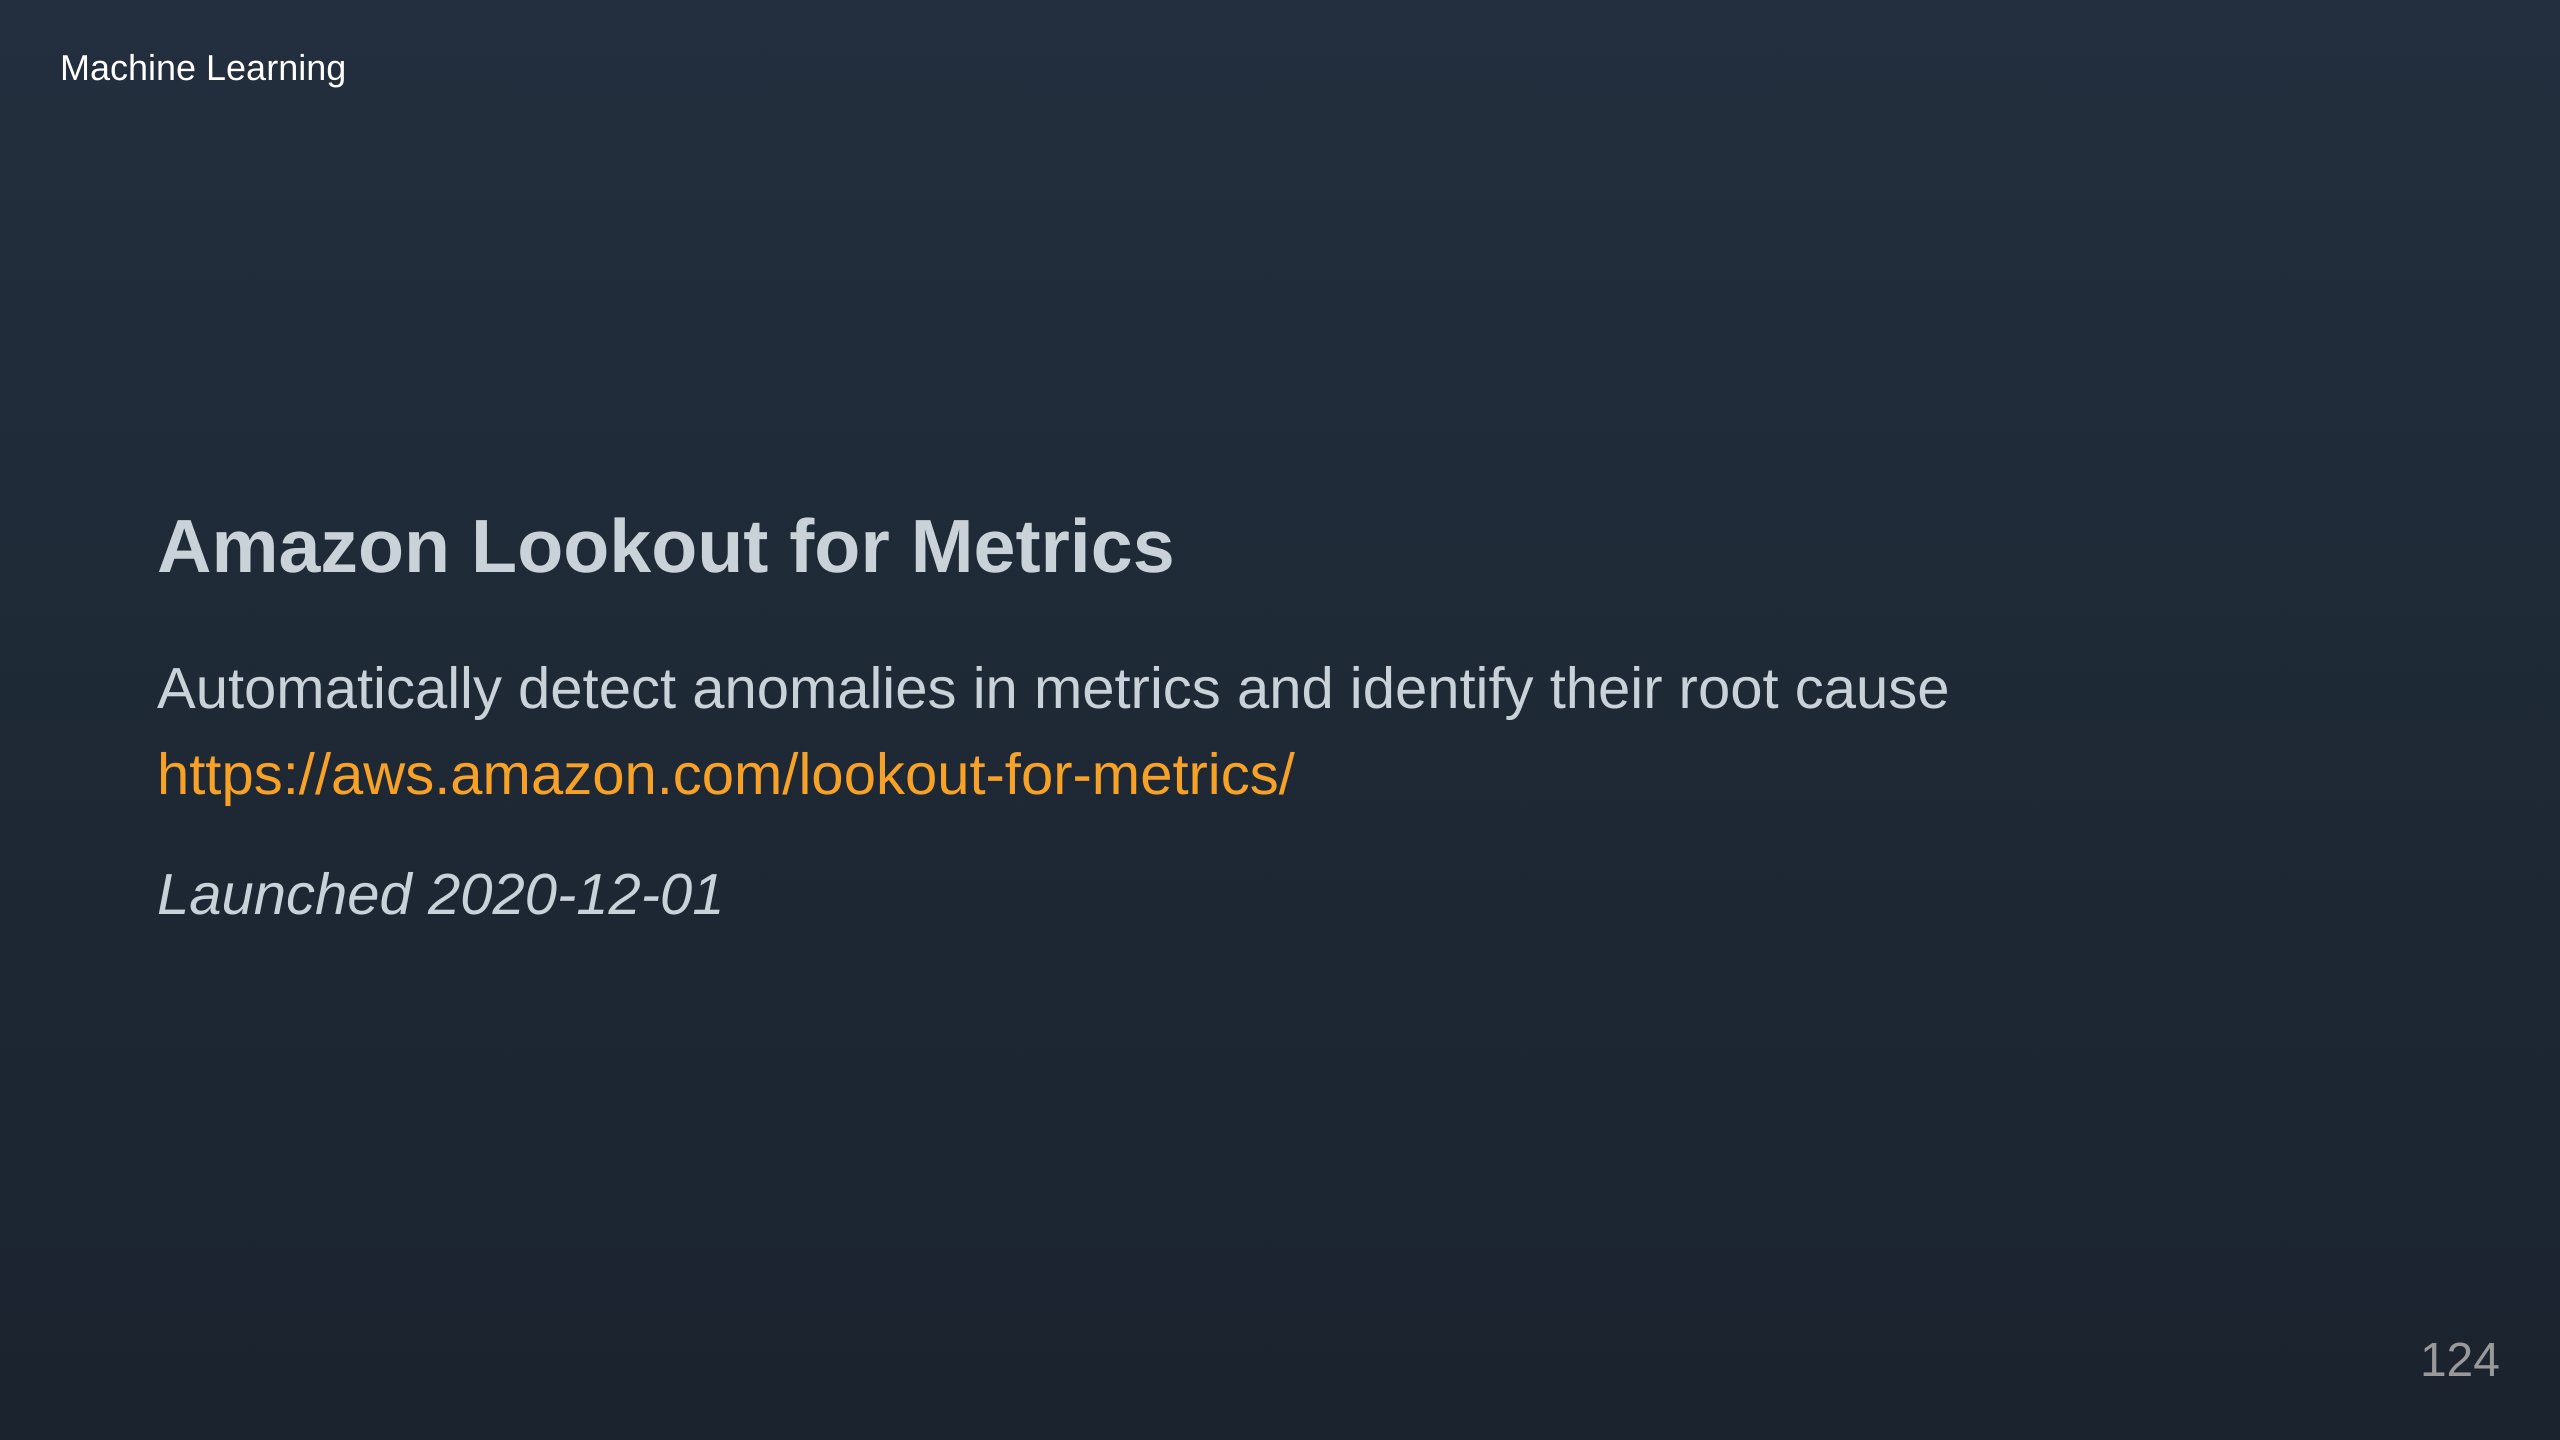 Machine Learning
Amazon Lookout for Metrics
Automatically detect anomalies in metrics and identify their root cause
https://aws.amazon.com/lookout-for-metrics/
Launched 2020-12-01
124